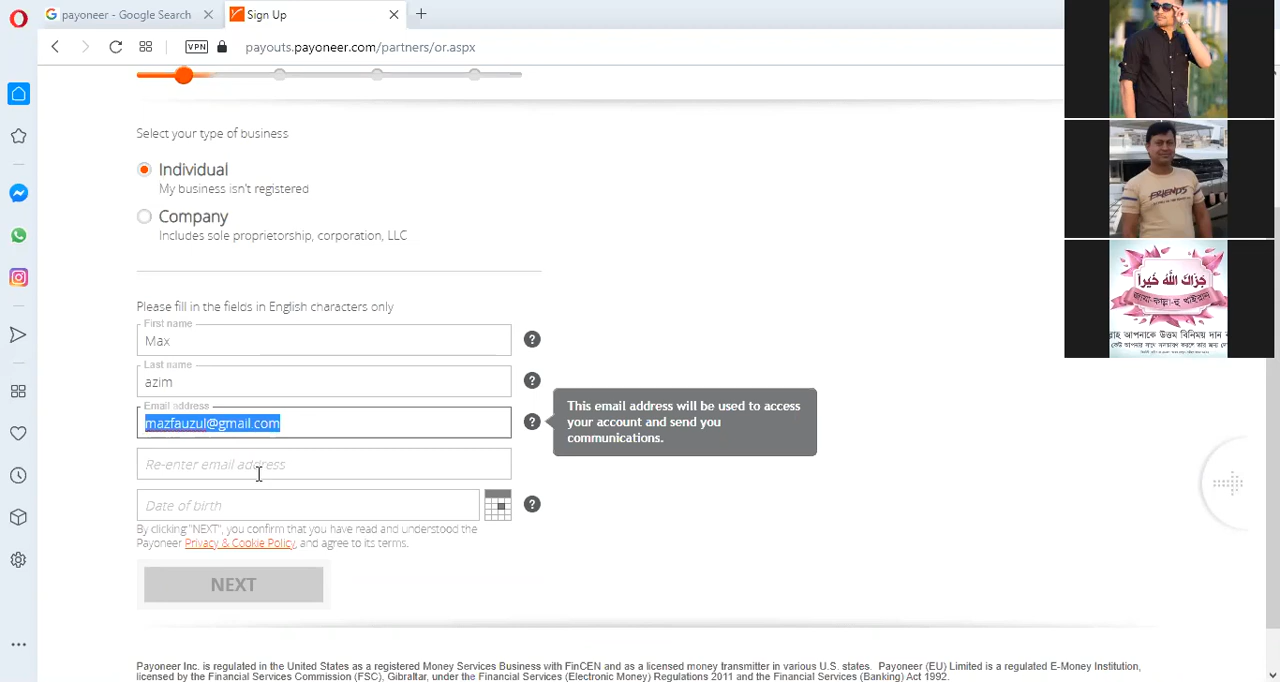 payoneer - Google Search
Sign Up
VPN
payouts.payoneer.com/partners/or.aspx
Select your type of business
Individual
My business isn't registered
Company
Includes sole proprietorship, corporation, LLC
Please fill in the fields in English characters only
First name
Max
Last name
azim
Email address
mazfauzul@gmail.com
This email address will be used to access
your account and send you
communications.
Re-enter email address
Date of birth
By clicking "NEXT", you confirm that you have read and understood the
Payoneer Privacy & Cookie Policy, and agree to its terms.
NEXT
Payoneer Inc. is regulated in the United States as a registered Money Services Business with FinCEN and as a licensed money transmitter in various U.S. states. Payoneer (EU) Limited is a regulated E-Money Institution,
licensed by the Financial Services Commission (FSC), Gibraltar, under the Financial Services (Electronic Money) Regulations 2011 and the Financial Services (Banking) Act 1992.
FRIENDS
جَزَاكَ اللَّهُ خَيْرًا
আপনাকে উত্তম বিনিময় দান